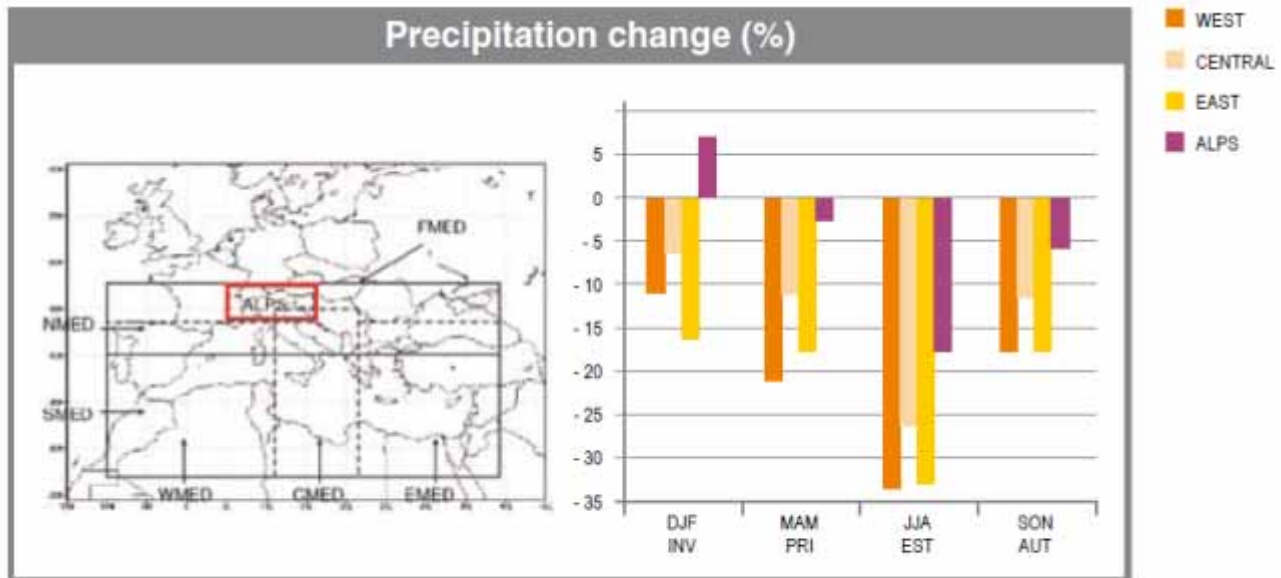 Precipitation change (%)
WEST
CENTRAL
EAST
ALPS
FMED
ALPS
NMED
SMED
WMED
CMED
EMED
5
0
- 5
- 10
- 15
- 20
- 25
- 30
- 35
DJF
INV
MAM
PRI
JJA
EST
SON
AUT